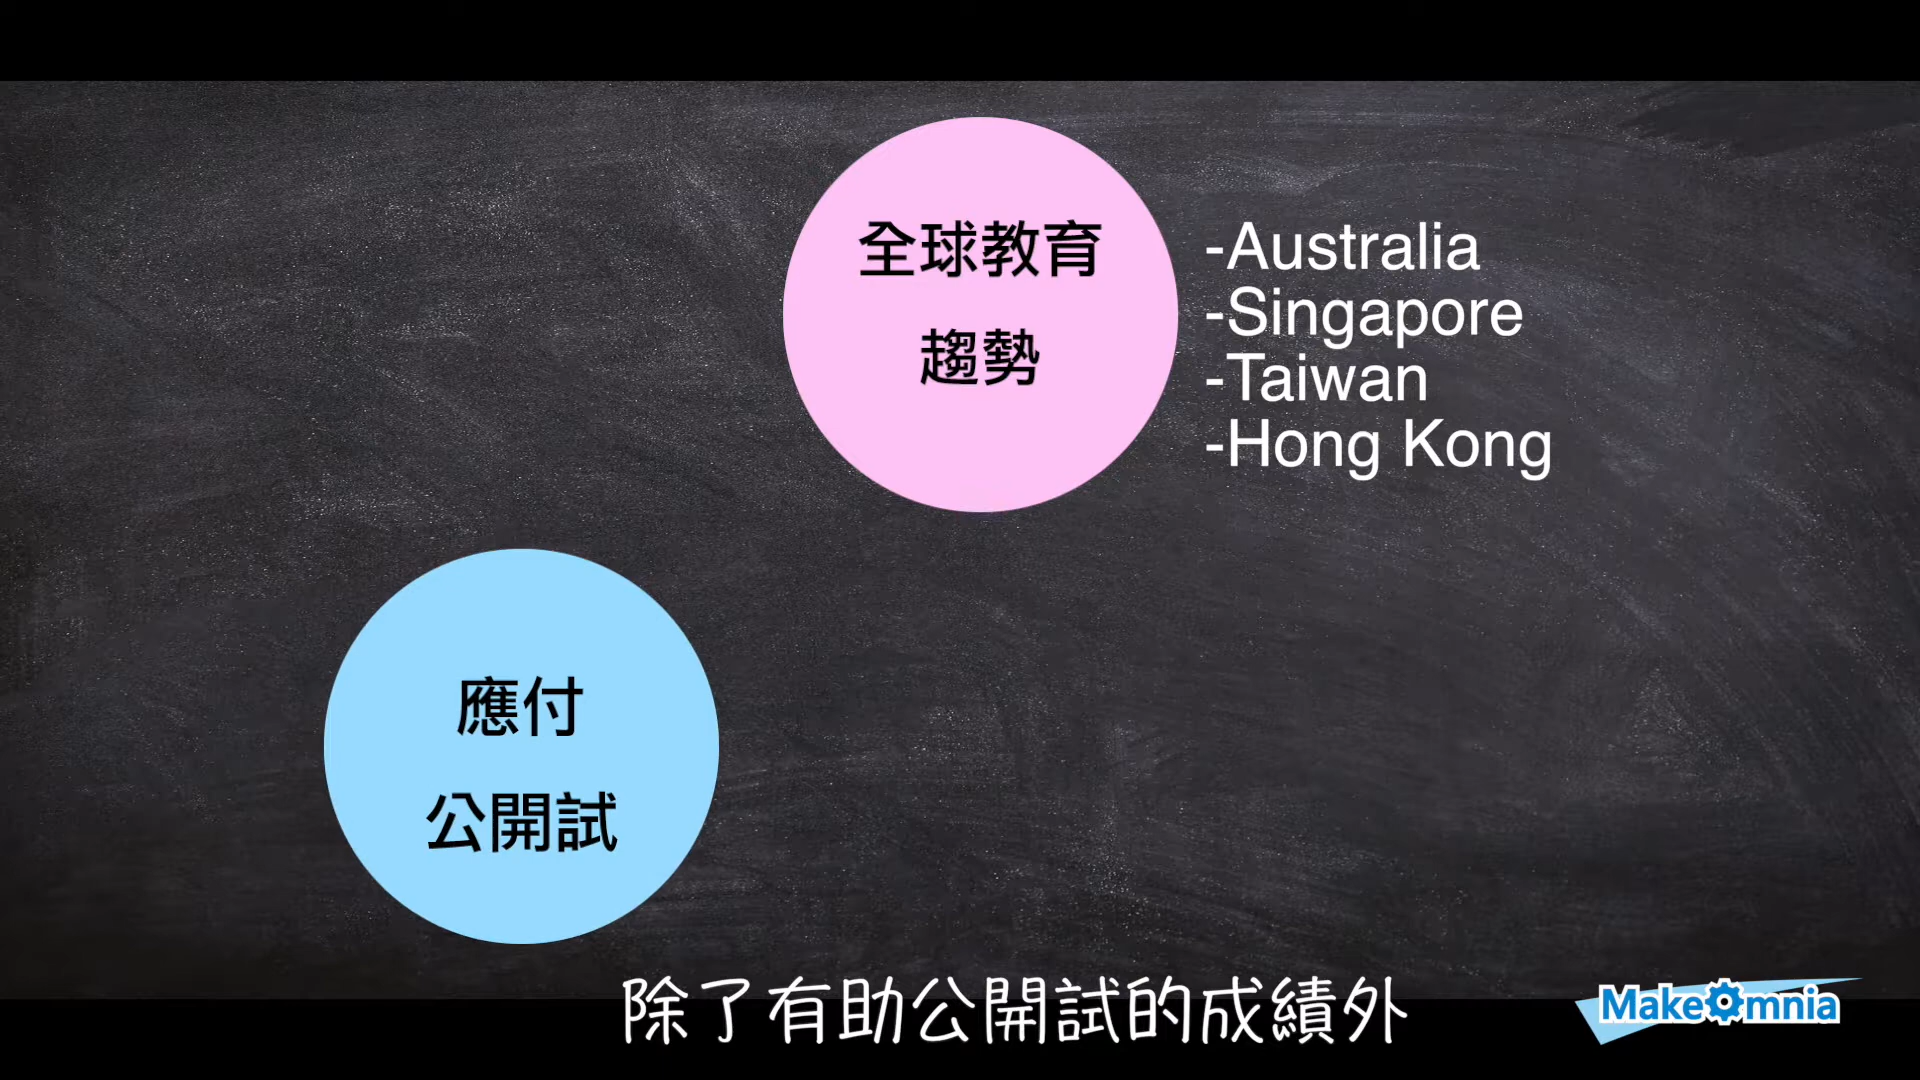 全球教育
趨勢
-Australia
-Singapore
-Taiwan
-Hong Kong
應付
公開試
除了有助公開試的成績外
MakeOmnia